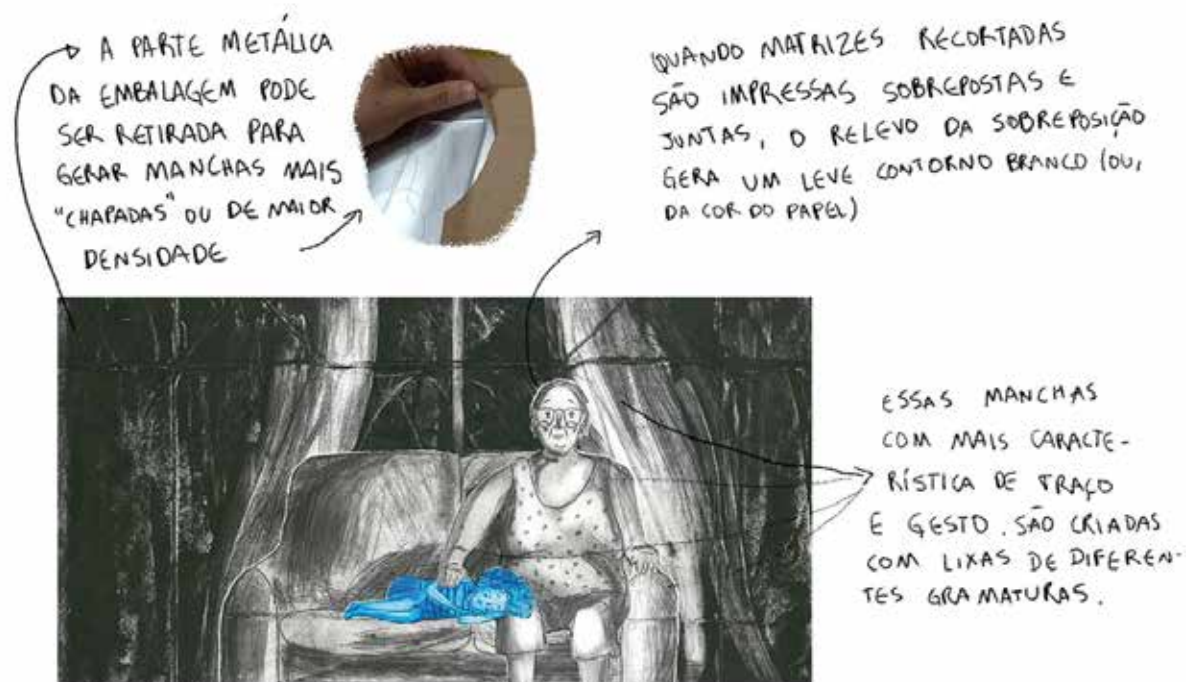 A PARTE METÁLICA
DA EMBALAGEM PODE
SER RETIRADA PARA
GERAR MANCHAS MAIS
"CHAPADAS" OU DE MAIOR
DENSIDADE
QUANDO MATRIZES RECORTADAS
SÃO IMPRESSAS SOBREPOSTAS E
JUNTAS, O RELEVO DA SOBREPOSIÇÃO
GERA UM LEVE CONTORNO BRANCO (OU,
DA COR DO PAPEL)
ESSAS MANCHAS
COM MAIS CARACTE-
RÍSTICA DE TRAÇO
E GESTO. SÃO CRIADAS
COM LIXAS DE DIFEREN-
TES GRAMATURAS.